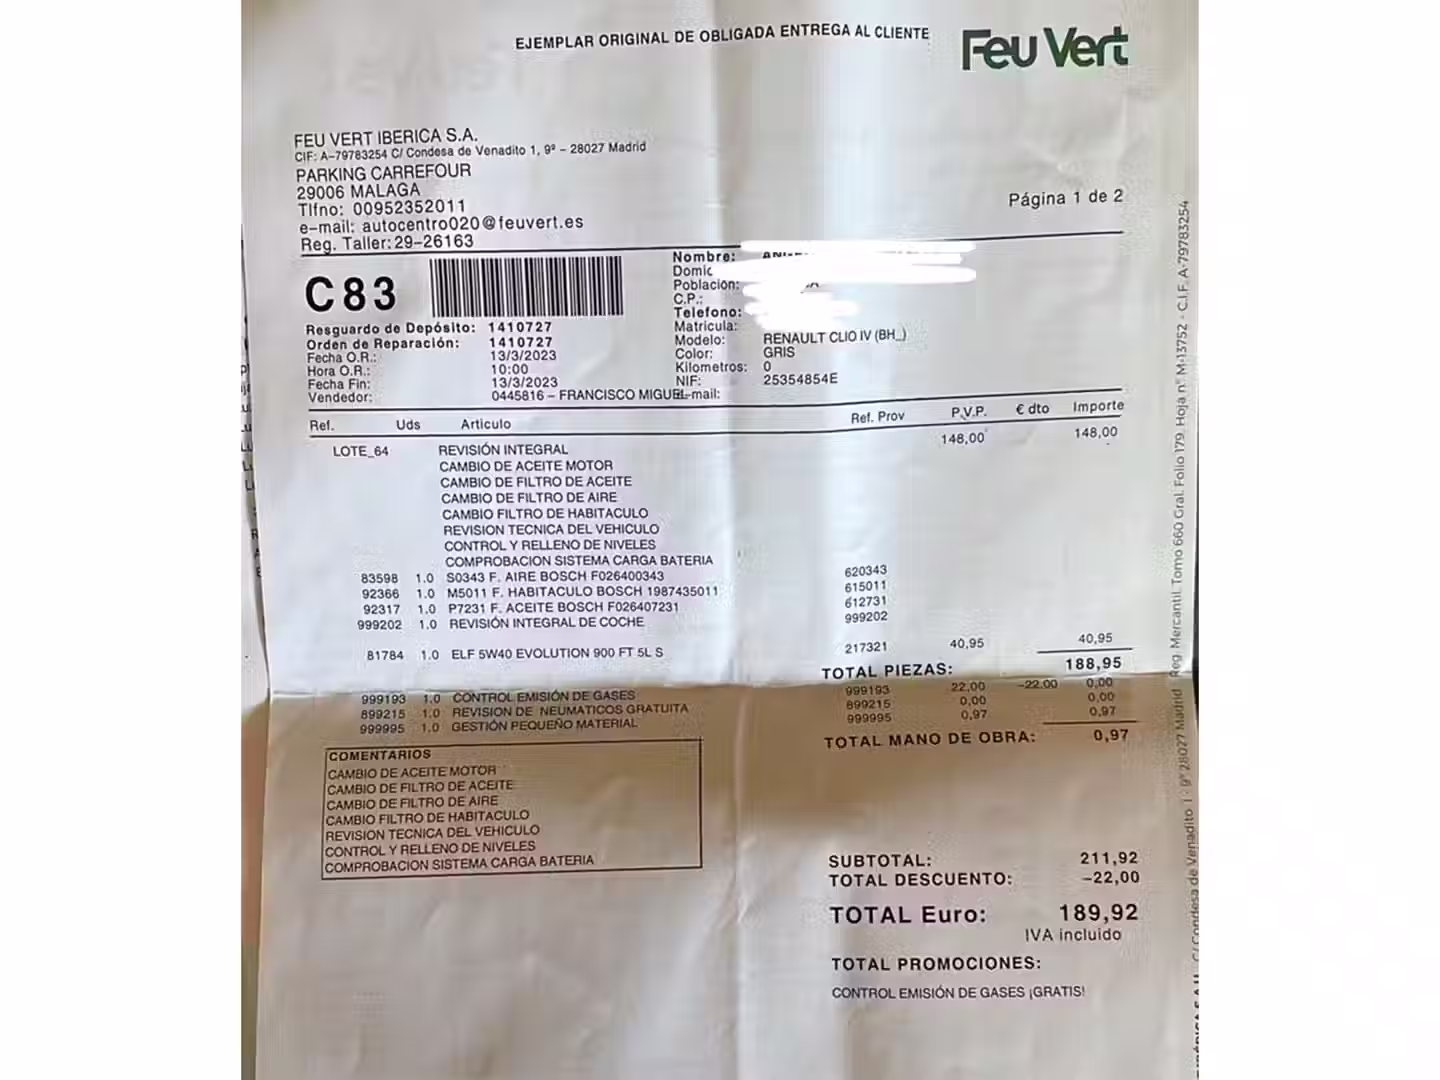 EJEMPLAR ORIGINAL DE OBLIGADA ENTREGA AL CLIENTE
Feu Vert
FEU VERT IBERICA S.A.
CIF: A-79783254 C/ Condesa de Venadito 1, 9º - 28027 Madrid
PARKING CARREFOUR
29006 MALAGA
Tlfno: 00952352011
e-mail: autocentro020@feuvert.es
Reg. Taller: 29-26163
Página 1 de 2
C83
Resguardo de Depósito: 1410727
Orden de Reparación: 1410727
Fecha O.R.: 13/3/2023
Hora O.R.: 10:00
Fecha Fin: 13/3/2023
Vendedor: 0445816 - FRANCISCO MIGUEL
Nombre:
Población:
C.P.:
Telefono:
Matricula:
Modelo: RENAULT CLIO IV (BH_)
Color: GRIS
Kilometros: 0
NIF: 25354854E
E-mail:
Ref. Uds Articulo Ref. Prov P.V.P. € dto Importe
LOTE_64 REVISIÓN INTEGRAL 148,00 148,00
CAMBIO DE ACEITE MOTOR
CAMBIO DE FILTRO DE ACEITE
CAMBIO DE FILTRO DE AIRE
CAMBIO FILTRO DE HABITACULO
REVISION TECNICA DEL VEHICULO
CONTROL Y RELLENO DE NIVELES
COMPROBACION SISTEMA CARGA BATERIA
83598 1.0 S0343 F. AIRE BOSCH F026400343 620343
92366 1.0 M5011 F. HABITACULO BOSCH 1987435011 615011
92317 1.0 P7231 F. ACEITE BOSCH F026407231 612731
999202 1.0 REVISIÓN INTEGRAL DE COCHE 999202
81784 1.0 ELF 5W40 EVOLUTION 900 FT 5L S 217321 40,95 40,95
TOTAL PIEZAS: 188,95
999193 1.0 CONTROL EMISIÓN DE GASES 999193 22,00 -22.00 0,00
899215 1.0 REVISION DE NEUMATICOS GRATUITA 899215 0,00 0,00
999995 1.0 GESTIÓN PEQUEÑO MATERIAL 999995 0,97 0,97
TOTAL MANO DE OBRA: 0,97
COMENTARIOS
CAMBIO DE ACEITE MOTOR
CAMBIO DE FILTRO DE ACEITE
CAMBIO DE FILTRO DE AIRE
CAMBIO FILTRO DE HABITACULO
REVISION TECNICA DEL VEHICULO
CONTROL Y RELLENO DE NIVELES
COMPROBACION SISTEMA CARGA BATERIA
SUBTOTAL: 211,92
TOTAL DESCUENTO: -22,00
TOTAL Euro: 189,92
IVA incluido
TOTAL PROMOCIONES:
CONTROL EMISIÓN DE GASES ¡GRATIS!
C/ Condesa de Venadito 1 - 9º 28027 Madrid Reg. Mercantil, Tomo 660 Gral. Folio 179, Hoja nº M-13752 - C.I.F. A-79783254